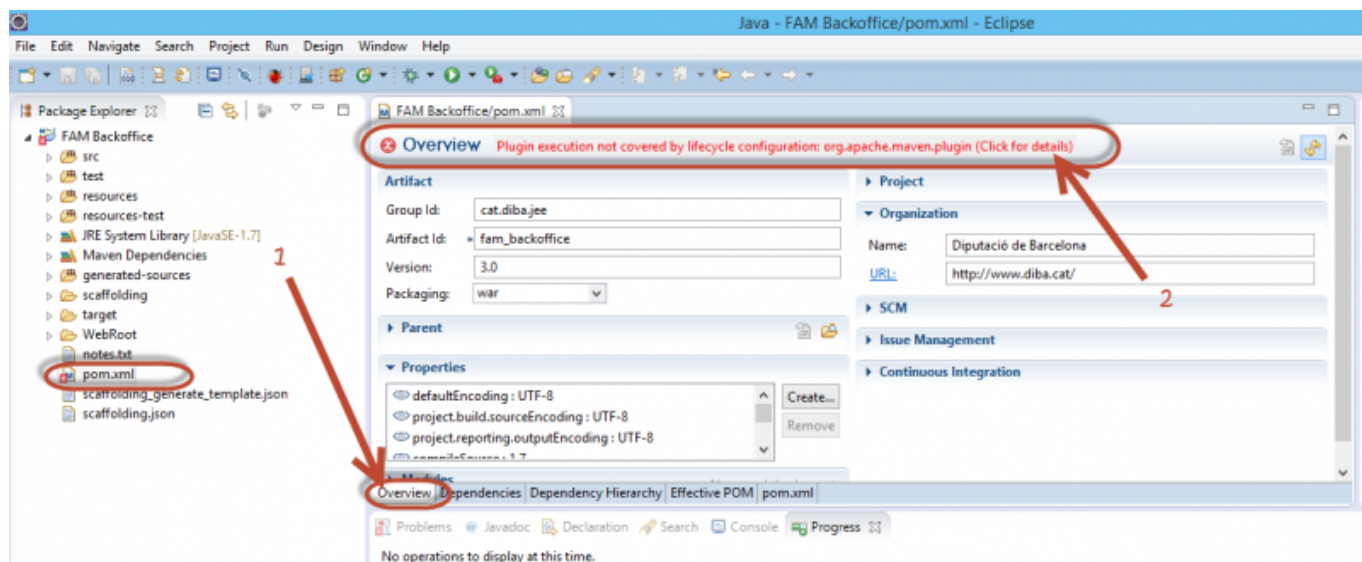 Java - FAM Backoffice/pom.xml - Eclipse
File Edit Navigate Search Project Run Design Window Help
Package Explorer
FAM Backoffice
src
test
resources
resources-test
JRE System Library [JavaSE-1.7]
Maven Dependencies
generated-sources
scaffolding
target
WebRoot
notes.txt
pom.xml
scaffolding_generate_template.json
scaffolding.json
1
FAM Backoffice/pom.xml
Overview Plugin execution not covered by lifecycle configuration: org.apache.maven.plugin (Click for details)
Artifact
Group Id: cat.diba.jee
Artifact Id: * fam_backoffice
Version: 3.0
Packaging: war
Parent
Properties
defaultEncoding : UTF-8
project.build.sourceEncoding : UTF-8
project.reporting.outputEncoding : UTF-8
compileSource : 1.7
Create...
Remove
Modules
Project
Organization
Name: Diputació de Barcelona
URL: http://www.diba.cat/
2
SCM
Issue Management
Continuous Integration
Overview Dependencies Dependency Hierarchy Effective POM pom.xml
Problems Javadoc Declaration Search Console Progress
No operations to display at this time.